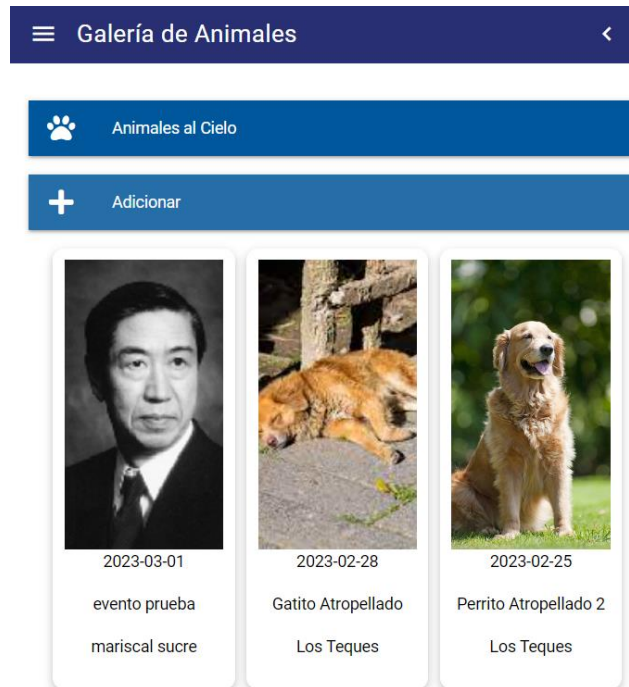 Galería de Animales
Animales al Cielo
Adicionar
2023-03-01
evento prueba
mariscal sucre
2023-02-28
Gatito Atropellado
Los Teques
2023-02-25
Perrito Atropellado 2
Los Teques